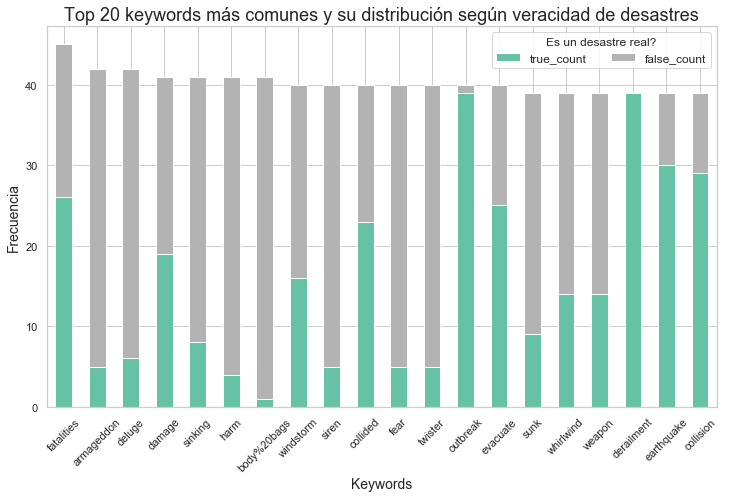 Top 20 keywords más comunes y su distribución según veracidad de desastres
Es un desastre real?
true_count false_count
Frecuencia
40
30
20
10
0
fatalities
armageddon
deluge
damage
sinking
harm
body%20bags
windstorm
siren
collided
fear
twister
outbreak
evacuate
sunk
whirlwind
weapon
derailment
earthquake
collision
Keywords